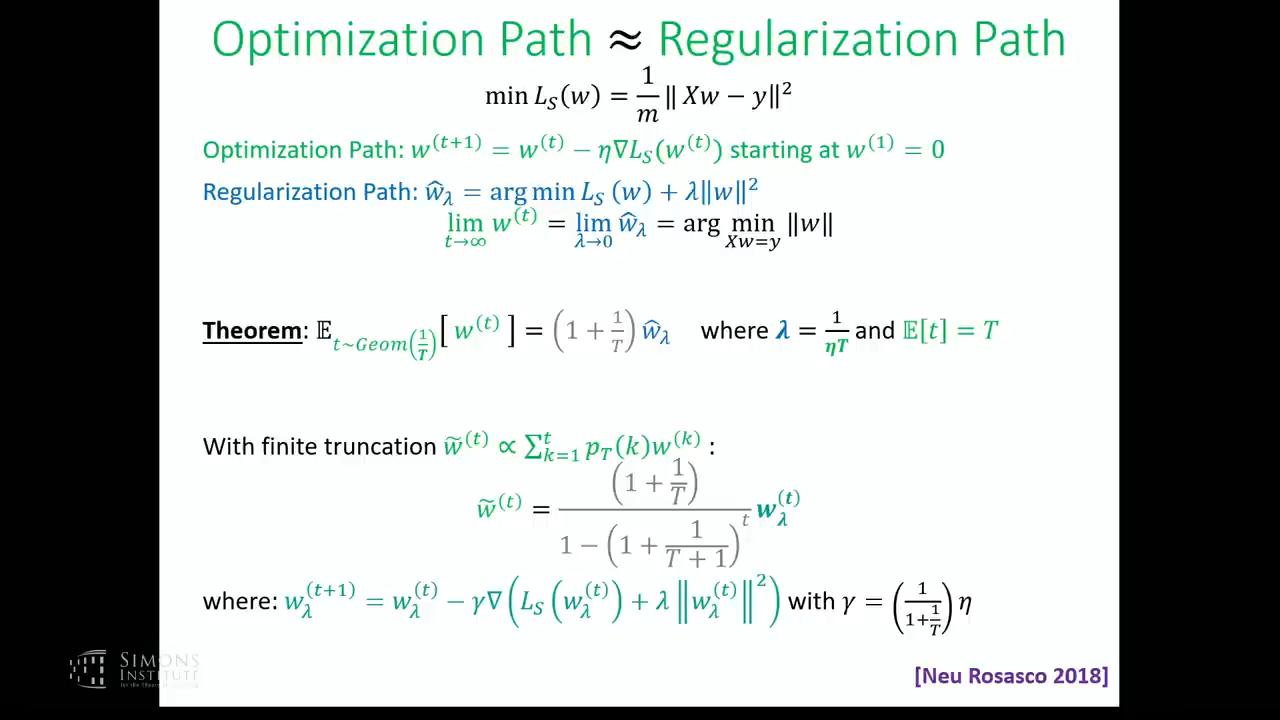 Optimization Path ≈ Regularization Path
min L_S(w) = 1/m ‖ Xw − y‖²
Optimization Path: w^(t+1) = w^(t) − η∇L_S(w^(t)) starting at w^(1) = 0
Regularization Path: ŵ_λ = arg min L_S (w) + λ‖w‖²
lim_{t→∞} w^(t) = lim_{λ→0} ŵ_λ = arg min_{Xw=y} ‖w‖
Theorem: 𝔼_{t~Geom(1/T)}[ w^(t) ] = (1 + 1/T) ŵ_λ where λ = 1/(ηT) and 𝔼[t] = T
With finite truncation w̃^(t) ∝ ∑_{k=1}^{t} p_T(k)w^(k) :
w̃^(t) = (1 + 1/T) / (1 − (1 + 1/(T + 1))^t) w_λ^(t)
where: w_λ^(t+1) = w_λ^(t) − γ∇(L_S(w_λ^(t)) + λ‖w_λ^(t)‖²) with γ = (1/(1+1/T)) η
SIMONS
INSTITUTE
[Neu Rosasco 2018]